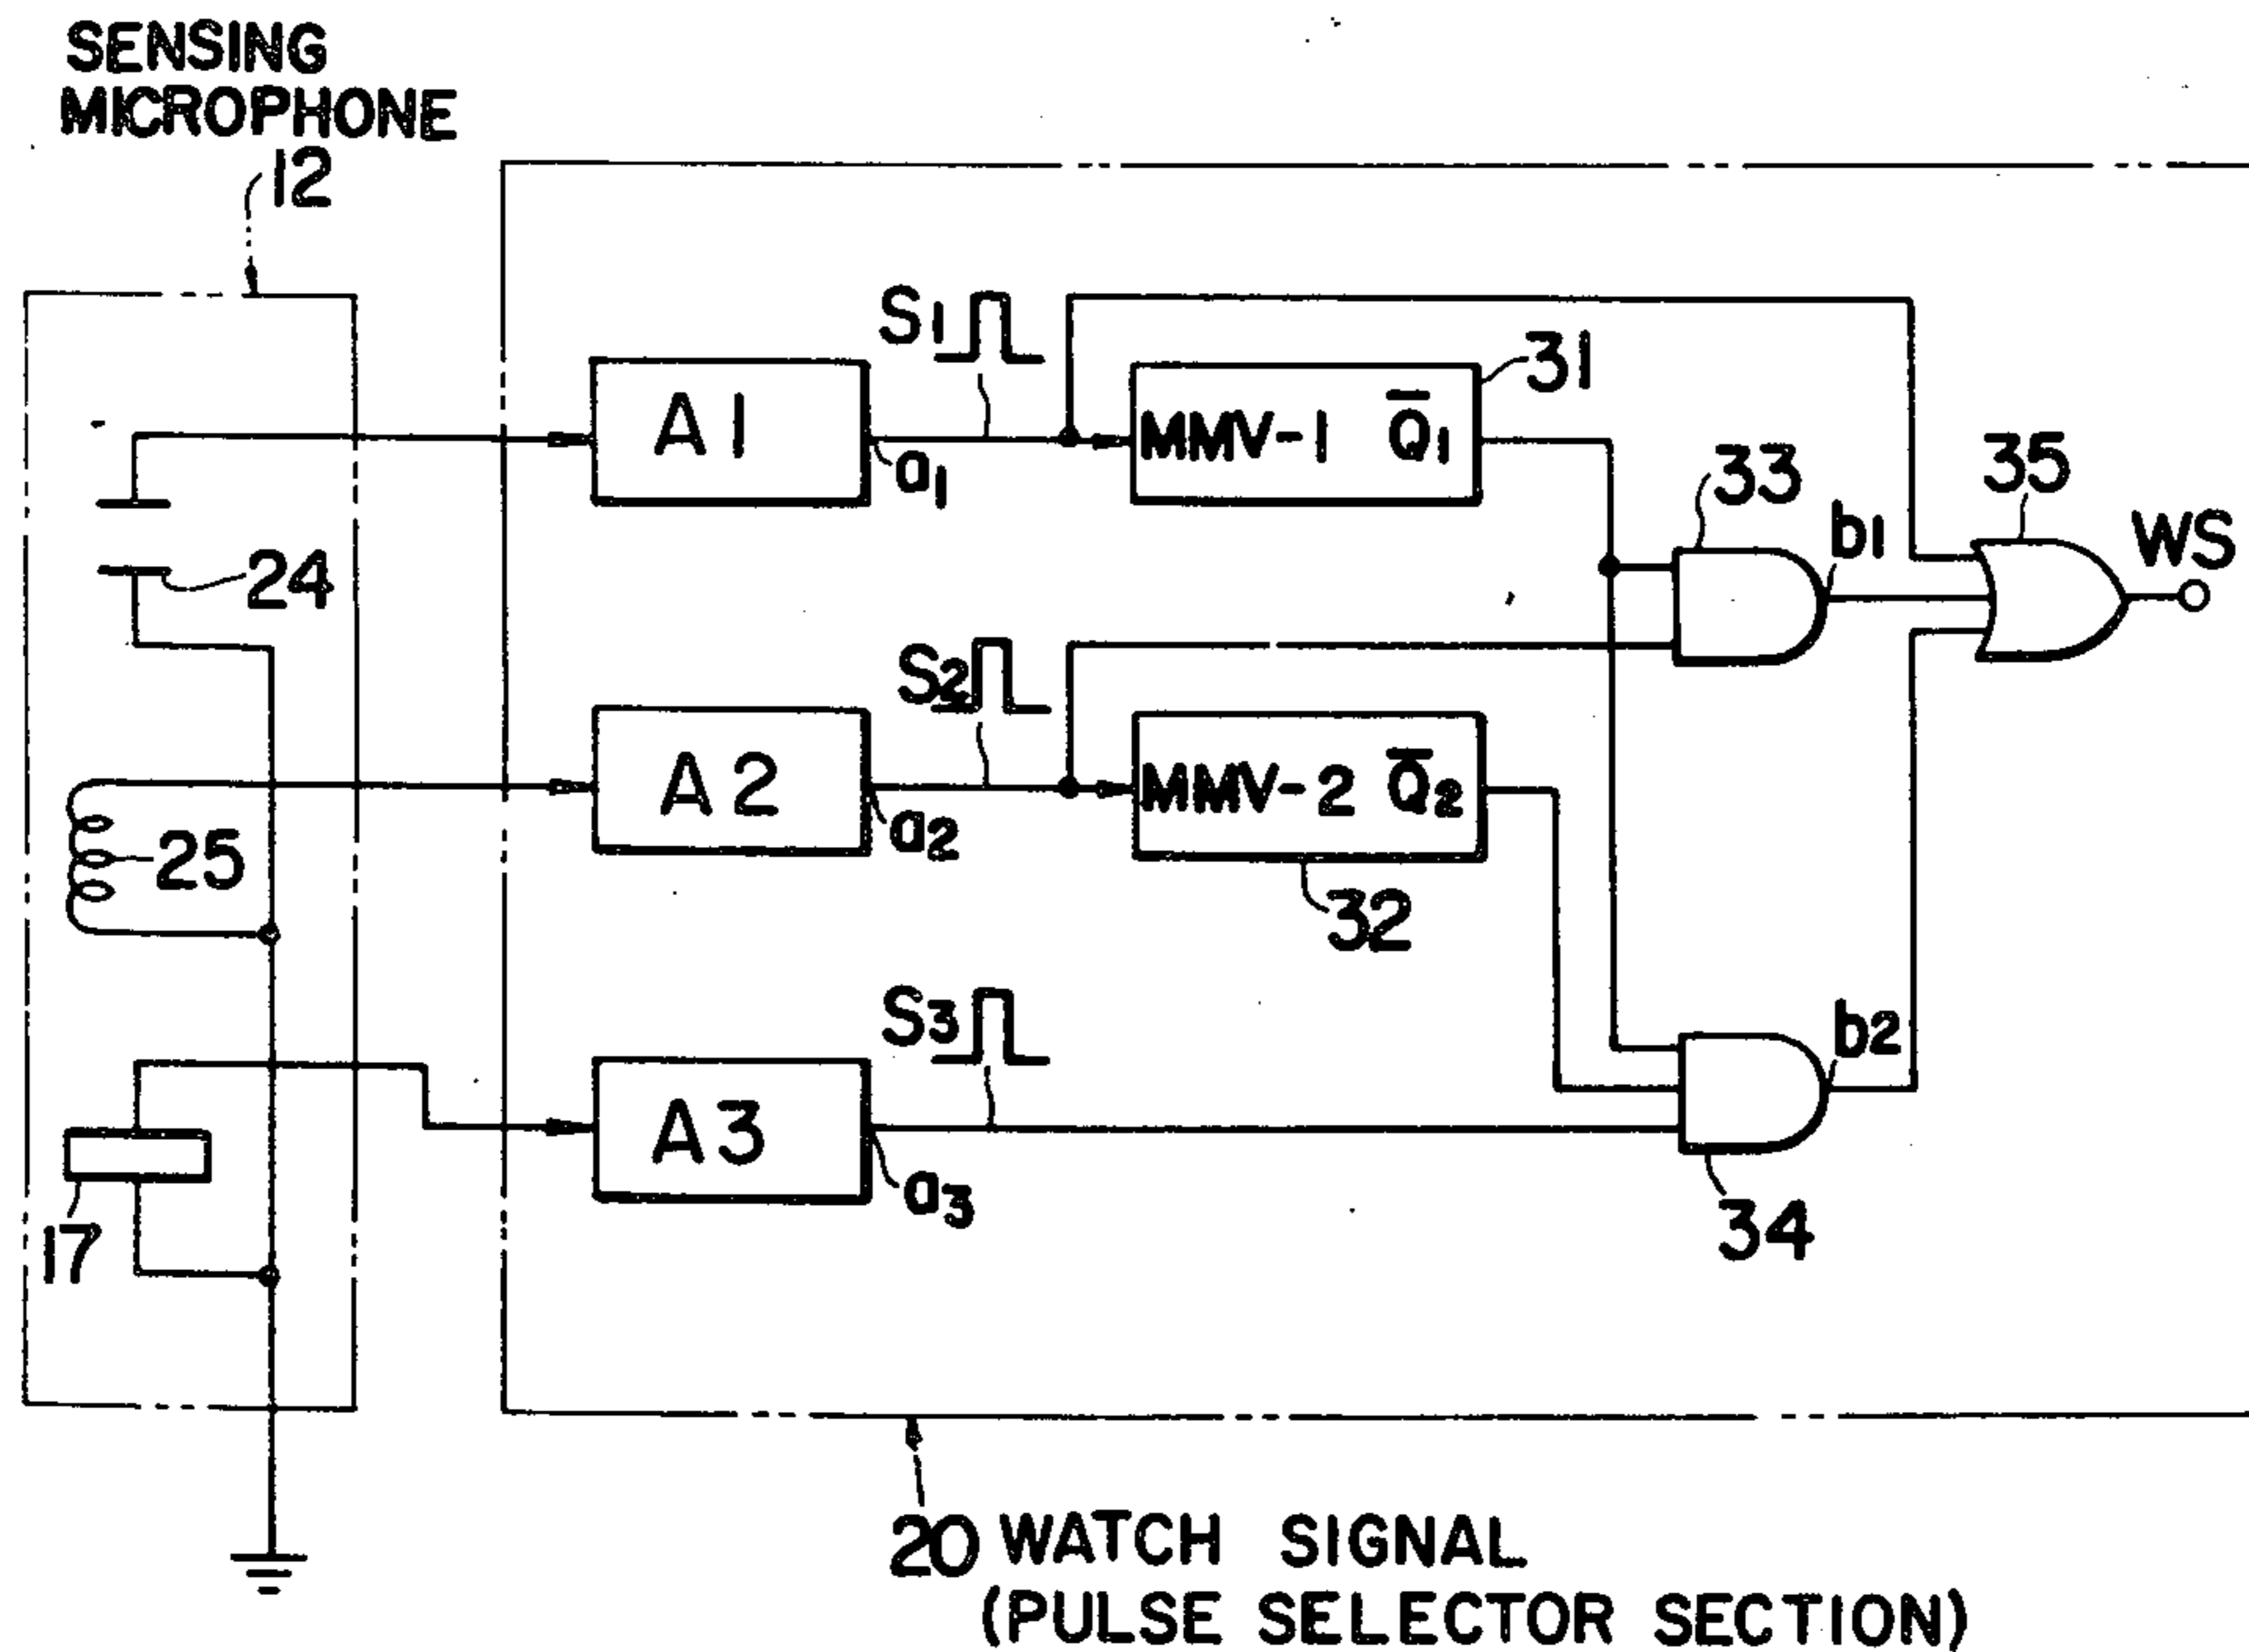 SENSING
MICROPHONE
12
S1
31
A1
MMV-1 Q̅1
a1
33
35
b1
WS
24
S2
A2
MMV-2 Q̅2
a2
25
32
S3
b2
A3
a3
17
34
20 WATCH SIGNAL
(PULSE SELECTOR SECTION)